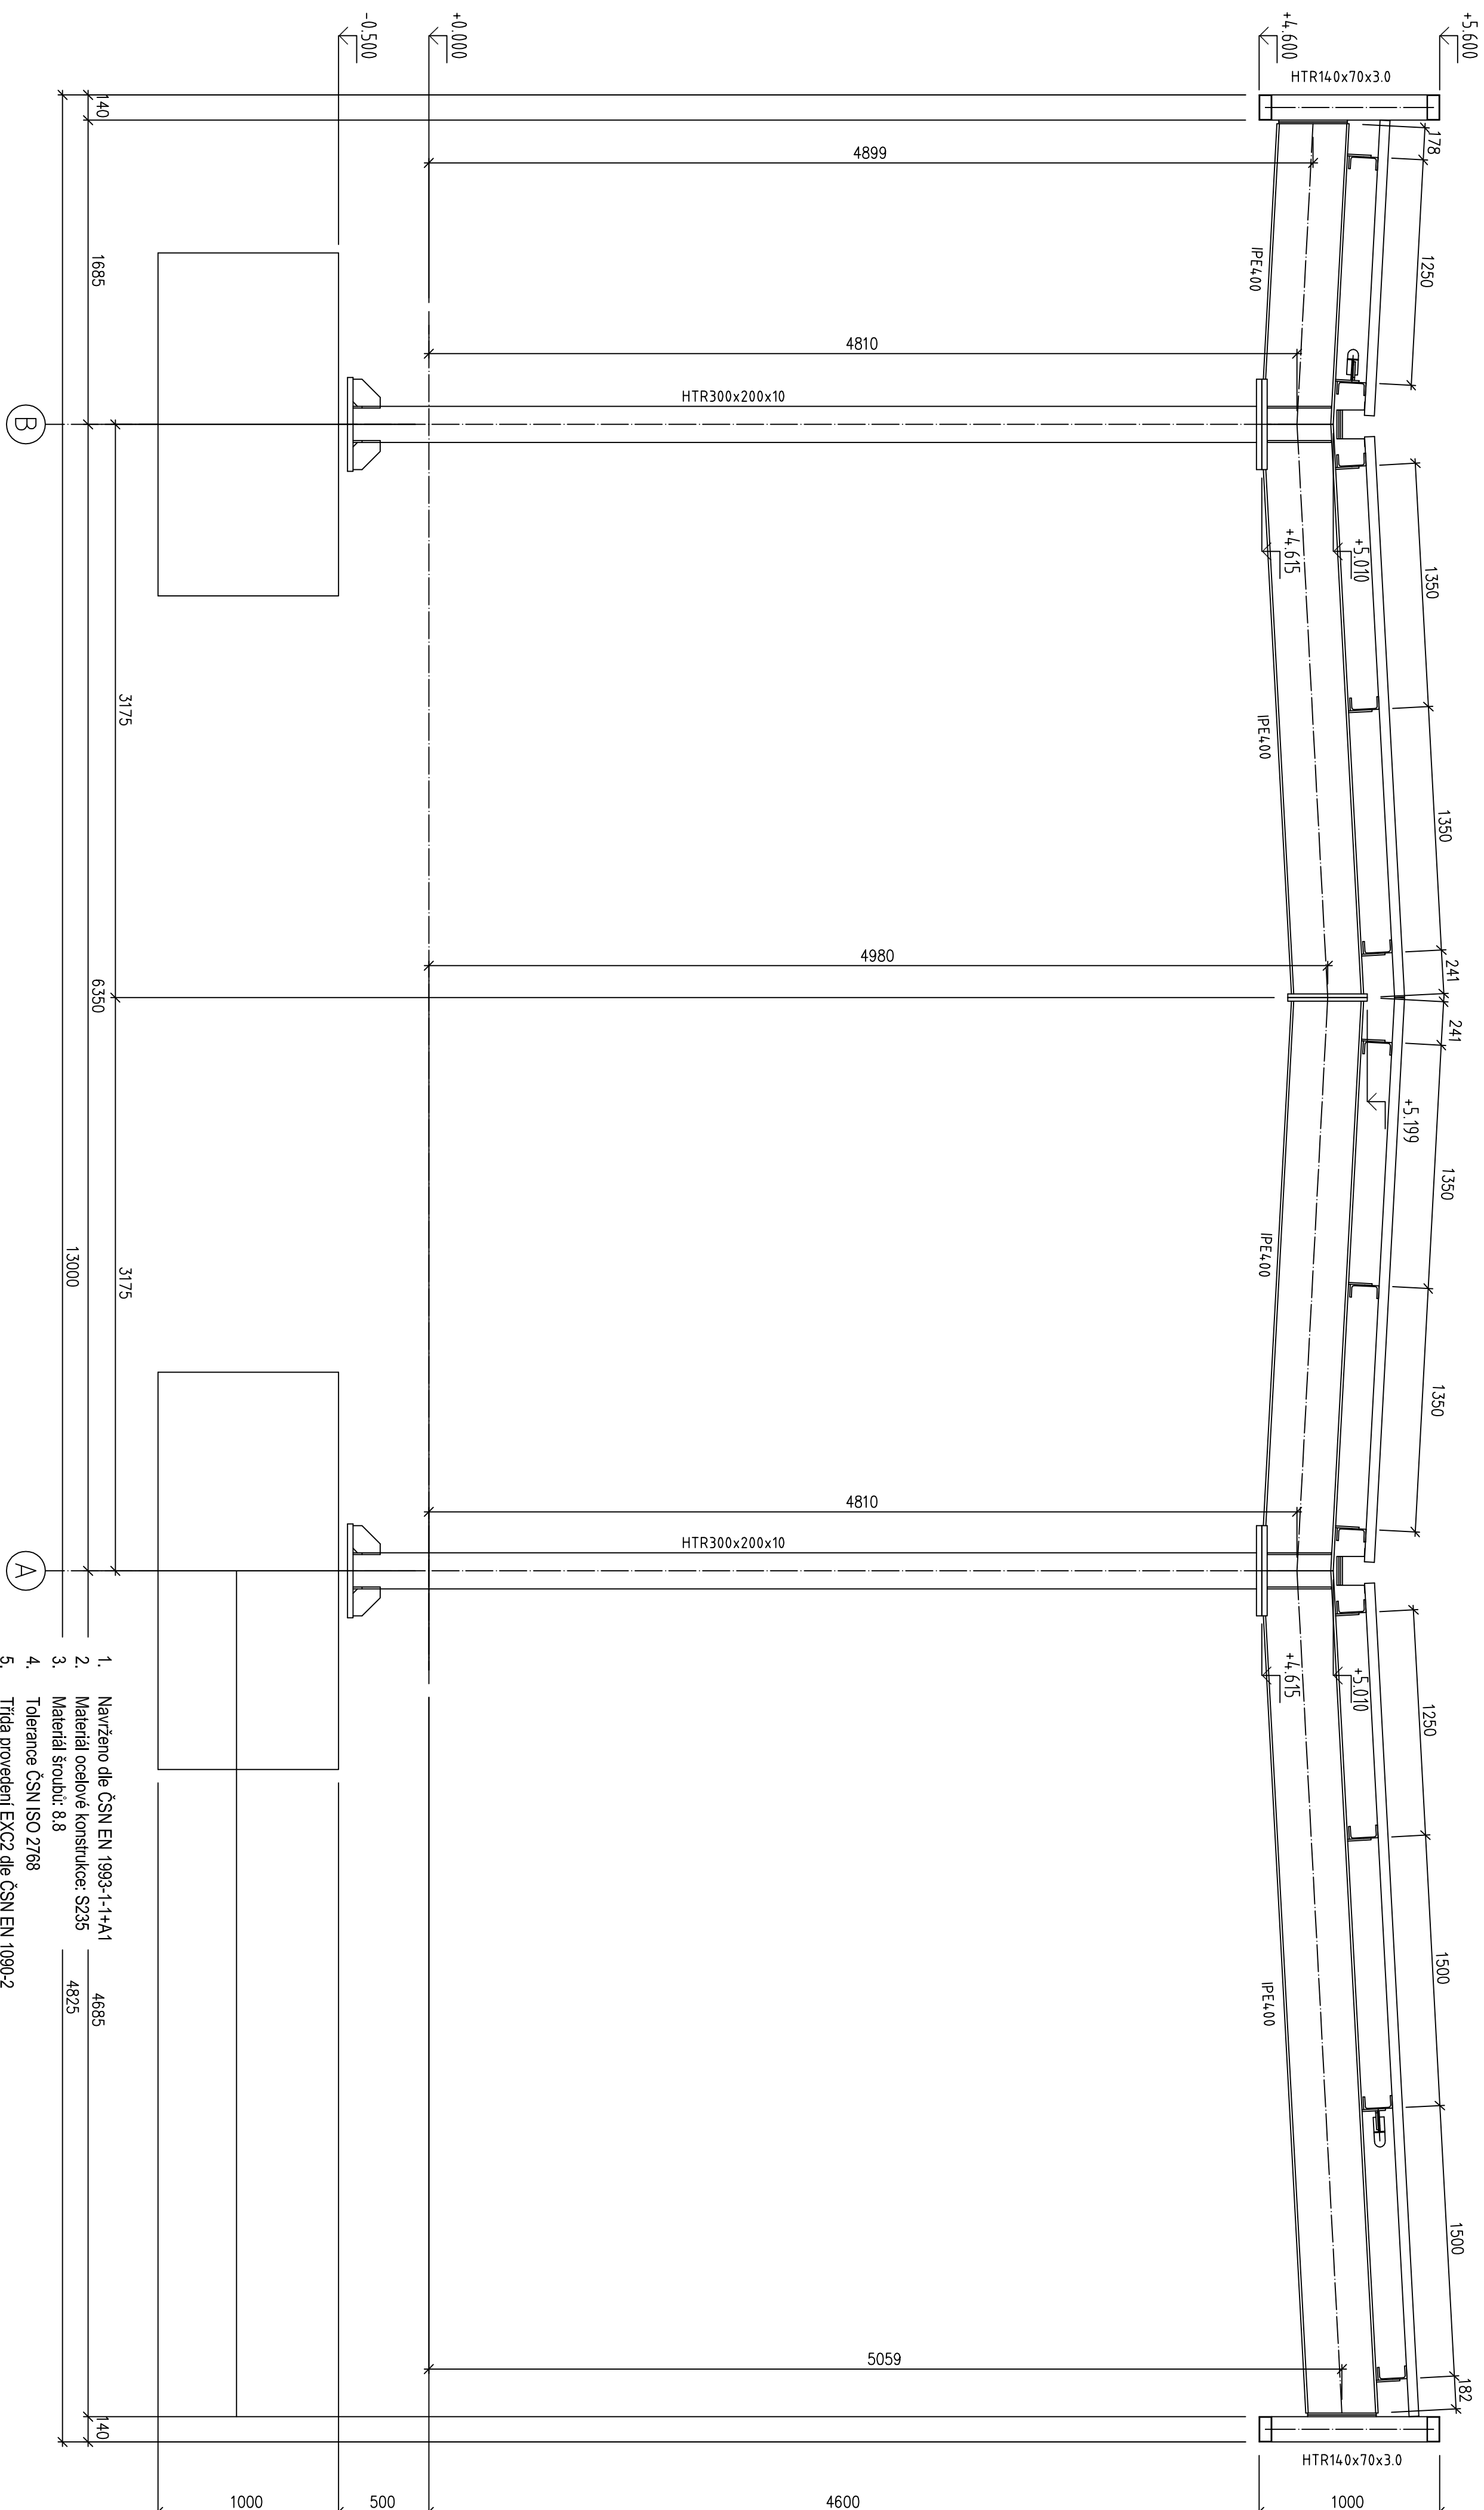 +5.600
+4.600
+0.000
-0.500
HTR140x70x3.0
178
1250
1350
1350
241
241
1350
1350
1250
1500
1500
182
4899
4810
4980
4810
5059
IPE400
IPE400
IPE400
IPE400
HTR300x200x10
HTR300x200x10
+5.010
+4.615
+5.199
+5.010
+4.615
HTR140x70x3.0
1000
4600
500
1000
3175
3175
140
1685
6350
4685
140
13000
4825
B
A
1. Navrženo dle ČSN EN 1993-1-1+A1
2. Materiál ocelové konstrukce: S235
3. Materiál šroubů: 8.8
4. Tolerance ČSN ISO 2768
5. Třída provedení EXC2 dle ČSN EN 1090-2